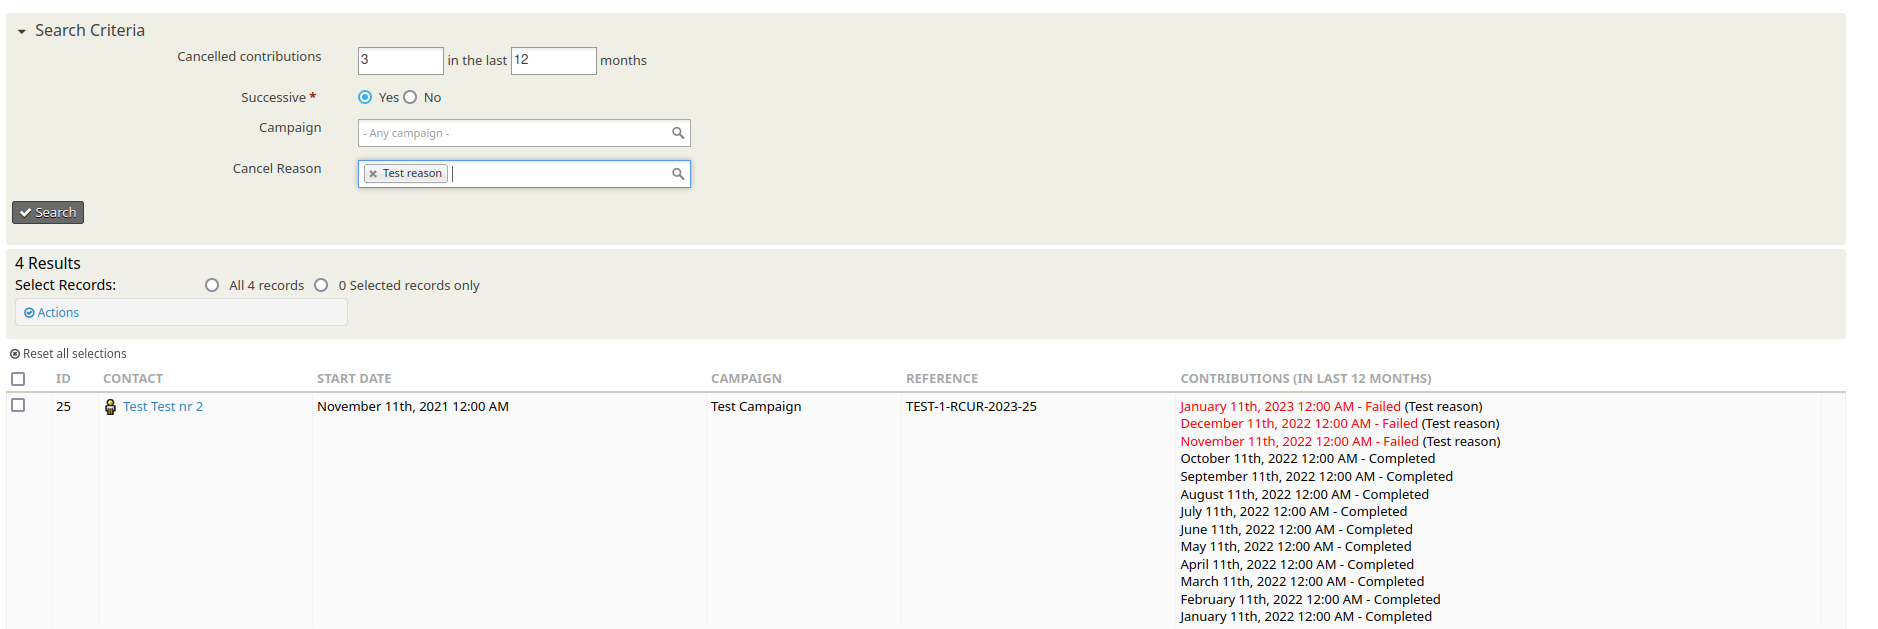 Search Criteria
Cancelled contributions 3 in the last 12 months
Successive * Yes No
Campaign - Any campaign -
Cancel Reason Test reason
Search
4 Results
Select Records: All 4 records 0 Selected records only
Actions
Reset all selections
ID CONTACT START DATE CAMPAIGN REFERENCE CONTRIBUTIONS (IN LAST 12 MONTHS)
25 Test Test nr 2 November 11th, 2021 12:00 AM Test Campaign TEST-1-RCUR-2023-25 January 11th, 2023 12:00 AM - Failed (Test reason)
December 11th, 2022 12:00 AM - Failed (Test reason)
November 11th, 2022 12:00 AM - Failed (Test reason)
October 11th, 2022 12:00 AM - Completed
September 11th, 2022 12:00 AM - Completed
August 11th, 2022 12:00 AM - Completed
July 11th, 2022 12:00 AM - Completed
June 11th, 2022 12:00 AM - Completed
May 11th, 2022 12:00 AM - Completed
April 11th, 2022 12:00 AM - Completed
March 11th, 2022 12:00 AM - Completed
February 11th, 2022 12:00 AM - Completed
January 11th, 2022 12:00 AM - Completed